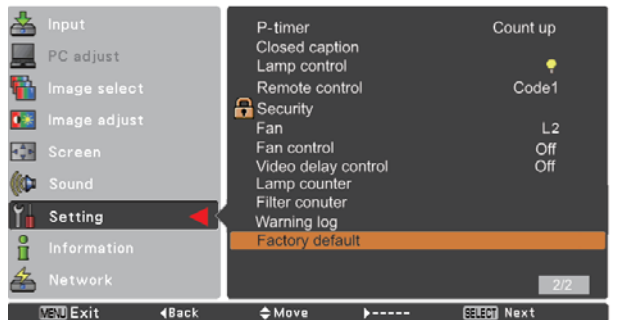 Input
PC adjust
Image select
Image adjust
Screen
Sound
Setting
Information
Network
P-timer Count up
Closed caption
Lamp control
Remote control Code1
Security
Fan L2
Fan control Off
Video delay control Off
Lamp counter
Filter conuter
Warning log
Factory default
2/2
MENU Exit ◀Back ◆Move ▶----- SELECT Next